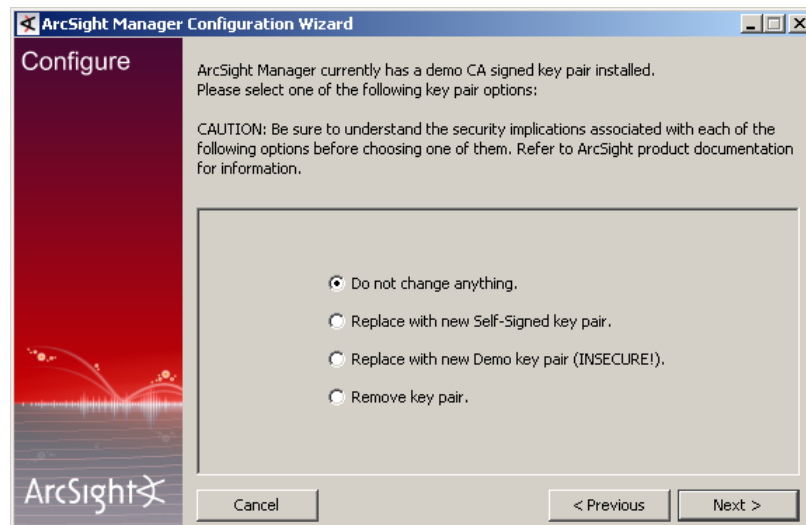 ArcSight Manager Configuration Wizard
Configure
ArcSight Manager currently has a demo CA signed key pair installed.
Please select one of the following key pair options:
CAUTION: Be sure to understand the security implications associated with each of the
following options before choosing one of them. Refer to ArcSight product documentation
for information.
Do not change anything.
Replace with new Self-Signed key pair.
Replace with new Demo key pair (INSECURE!).
Remove key pair.
ArcSight
Cancel
< Previous
Next >